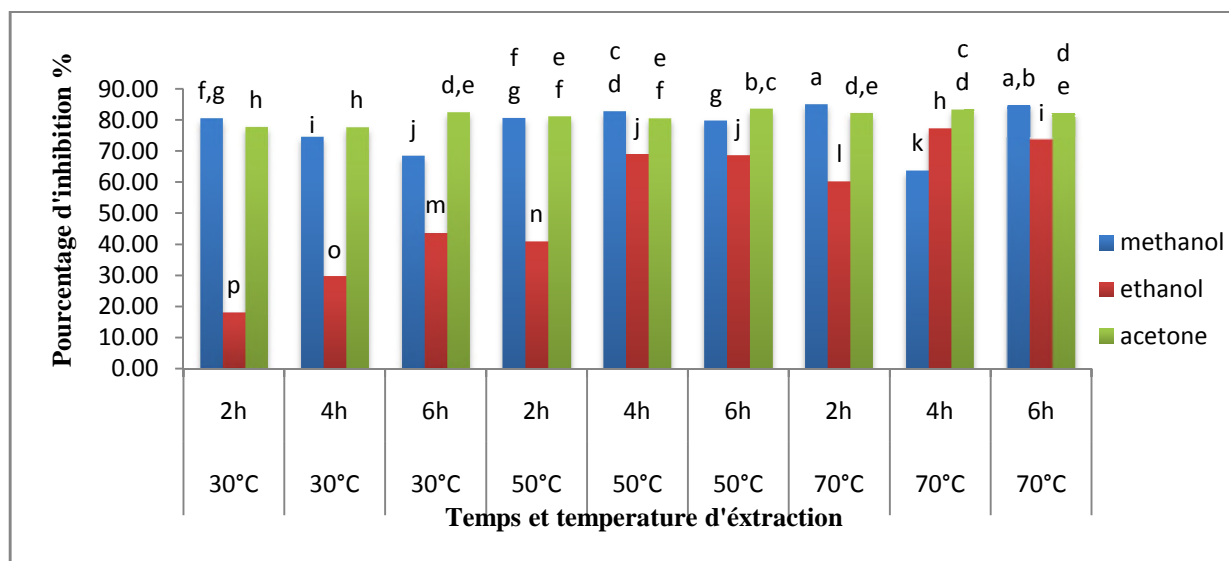 Pourcentage d'inhibition %
90.00
80.00
70.00
60.00
50.00
40.00
30.00
20.00
10.00
0.00
f,g
p
h
i
o
h
j
m
d,e
f
g
n
e
f
c
d
j
e
f
g
j
b,c
a
l
d,e
k
h
c
d
a,b
i
d
e
2h 4h 6h 2h 4h 6h 2h 4h 6h
30°C 30°C 30°C 50°C 50°C 50°C 70°C 70°C 70°C
Temps et temperature d'éxtraction
methanol
ethanol
acetone